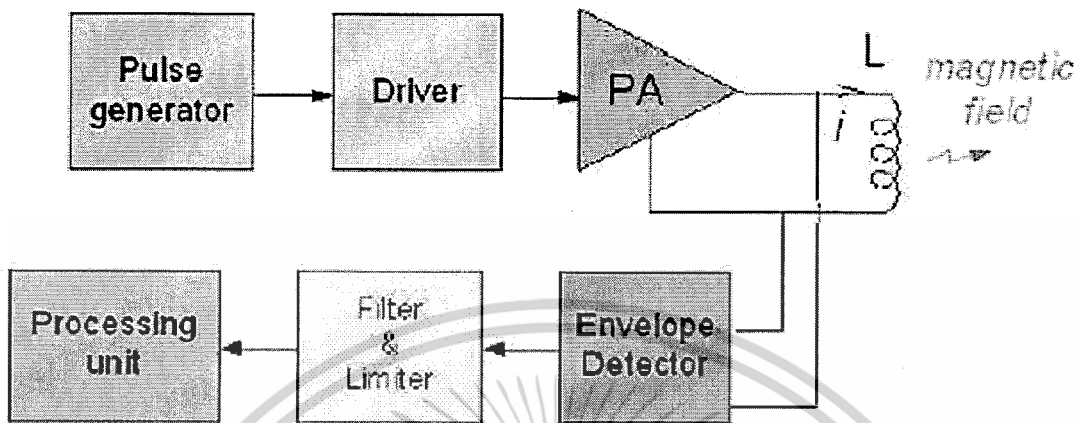 Pulse
generator
Driver
PA
L
i
magnetic
field
Processing
unit
Filter
&
Limiter
Envelope
Detector